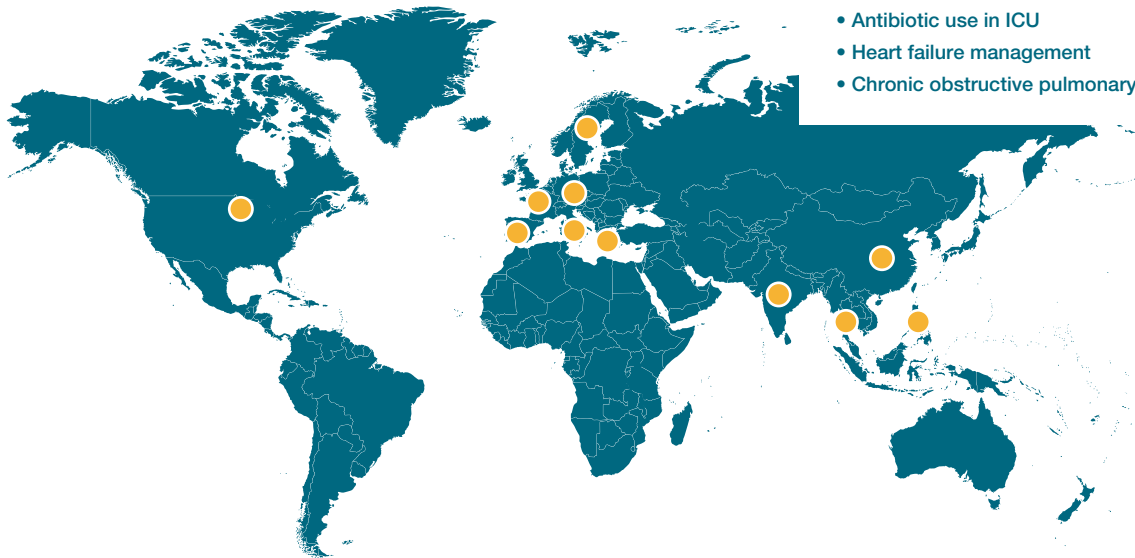 • Antibiotic use in ICU
• Heart failure management
• Chronic obstructive pulmonary